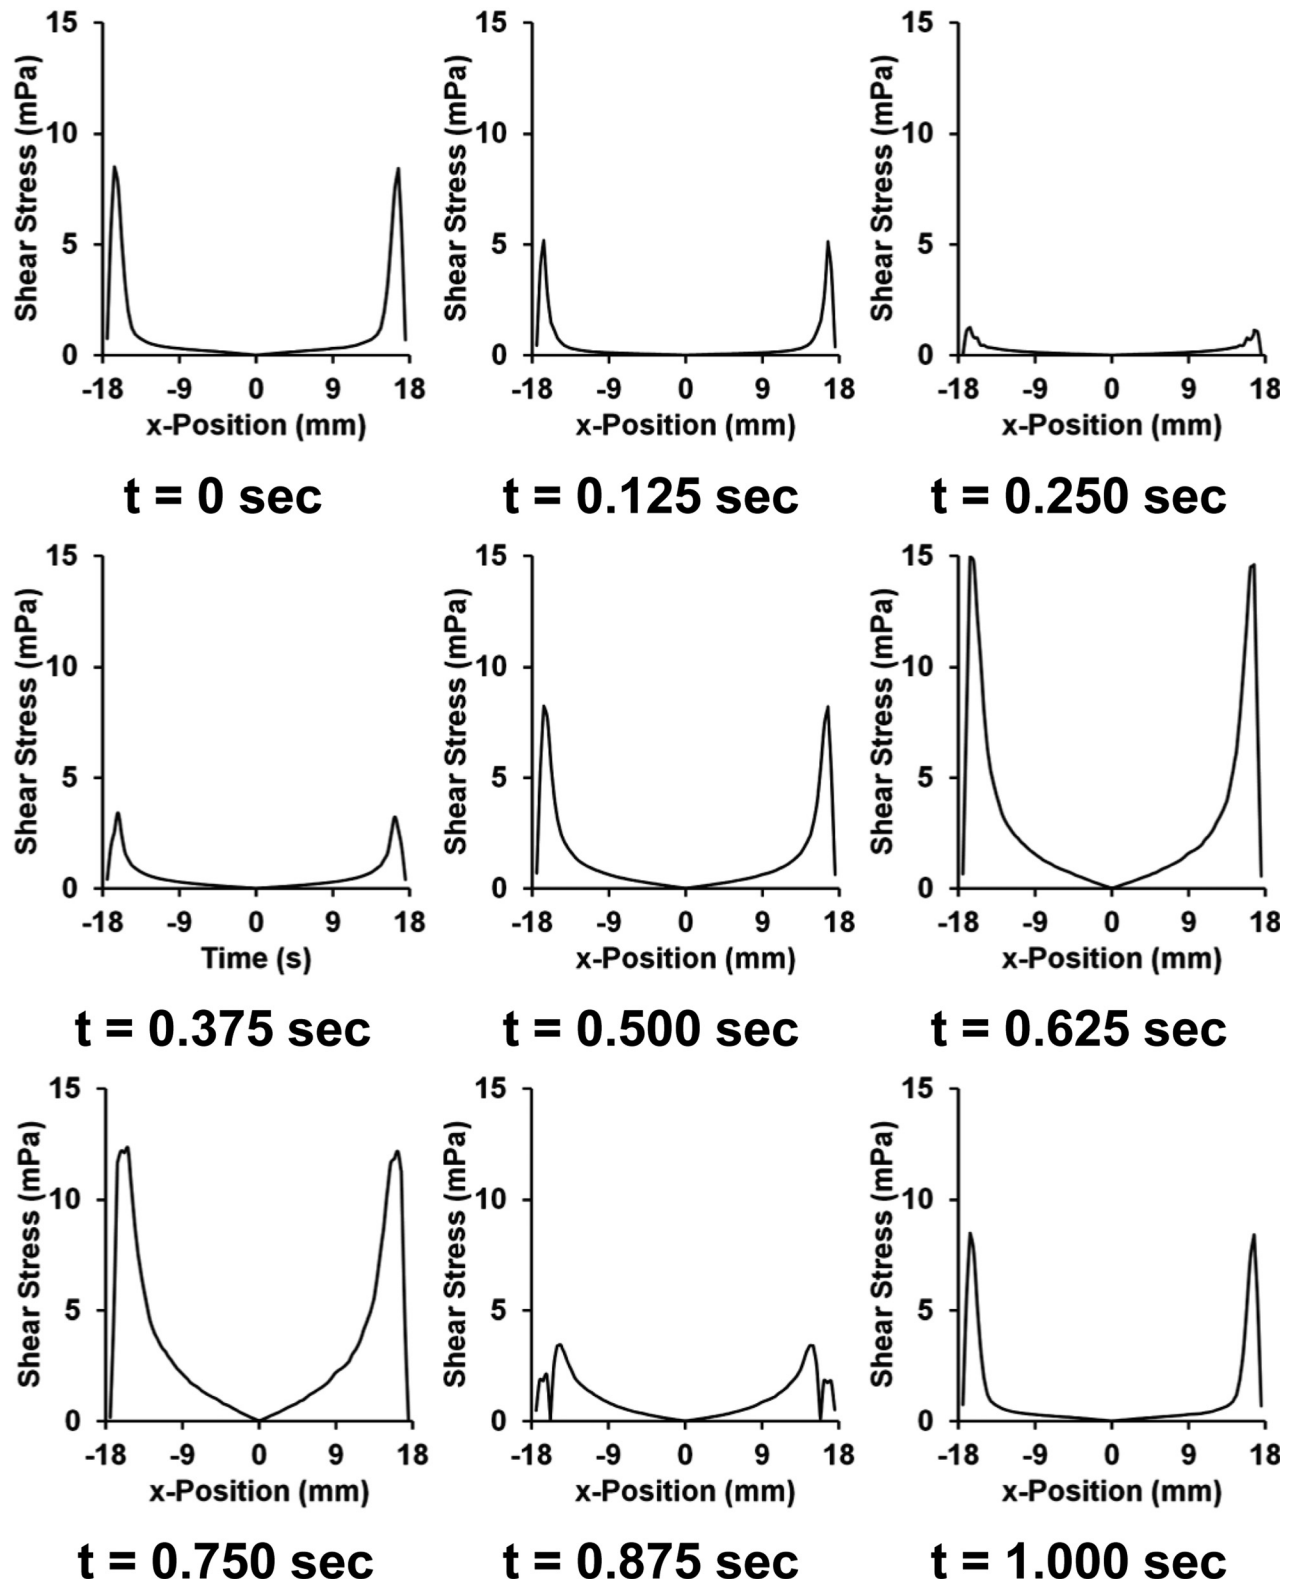 15
10
5
0
Shear Stress (mPa)
-18 -9 0 9 18
x-Position (mm)
t = 0 sec
15
10
5
0
Shear Stress (mPa)
-18 -9 0 9 18
x-Position (mm)
t = 0.125 sec
15
10
5
0
Shear Stress (mPa)
-18 -9 0 9 18
x-Position (mm)
t = 0.250 sec
15
10
5
0
Shear Stress (mPa)
-18 -9 0 9 18
Time (s)
t = 0.375 sec
15
10
5
0
Shear Stress (mPa)
-18 -9 0 9 18
x-Position (mm)
t = 0.500 sec
15
10
5
0
Shear Stress (mPa)
-18 -9 0 9 18
x-Position (mm)
t = 0.625 sec
15
10
5
0
Shear Stress (mPa)
-18 -9 0 9 18
x-Position (mm)
t = 0.750 sec
15
10
5
0
Shear Stress (mPa)
-18 -9 0 9 18
x-Position (mm)
t = 0.875 sec
15
10
5
0
Shear Stress (mPa)
-18 -9 0 9 18
x-Position (mm)
t = 1.000 sec